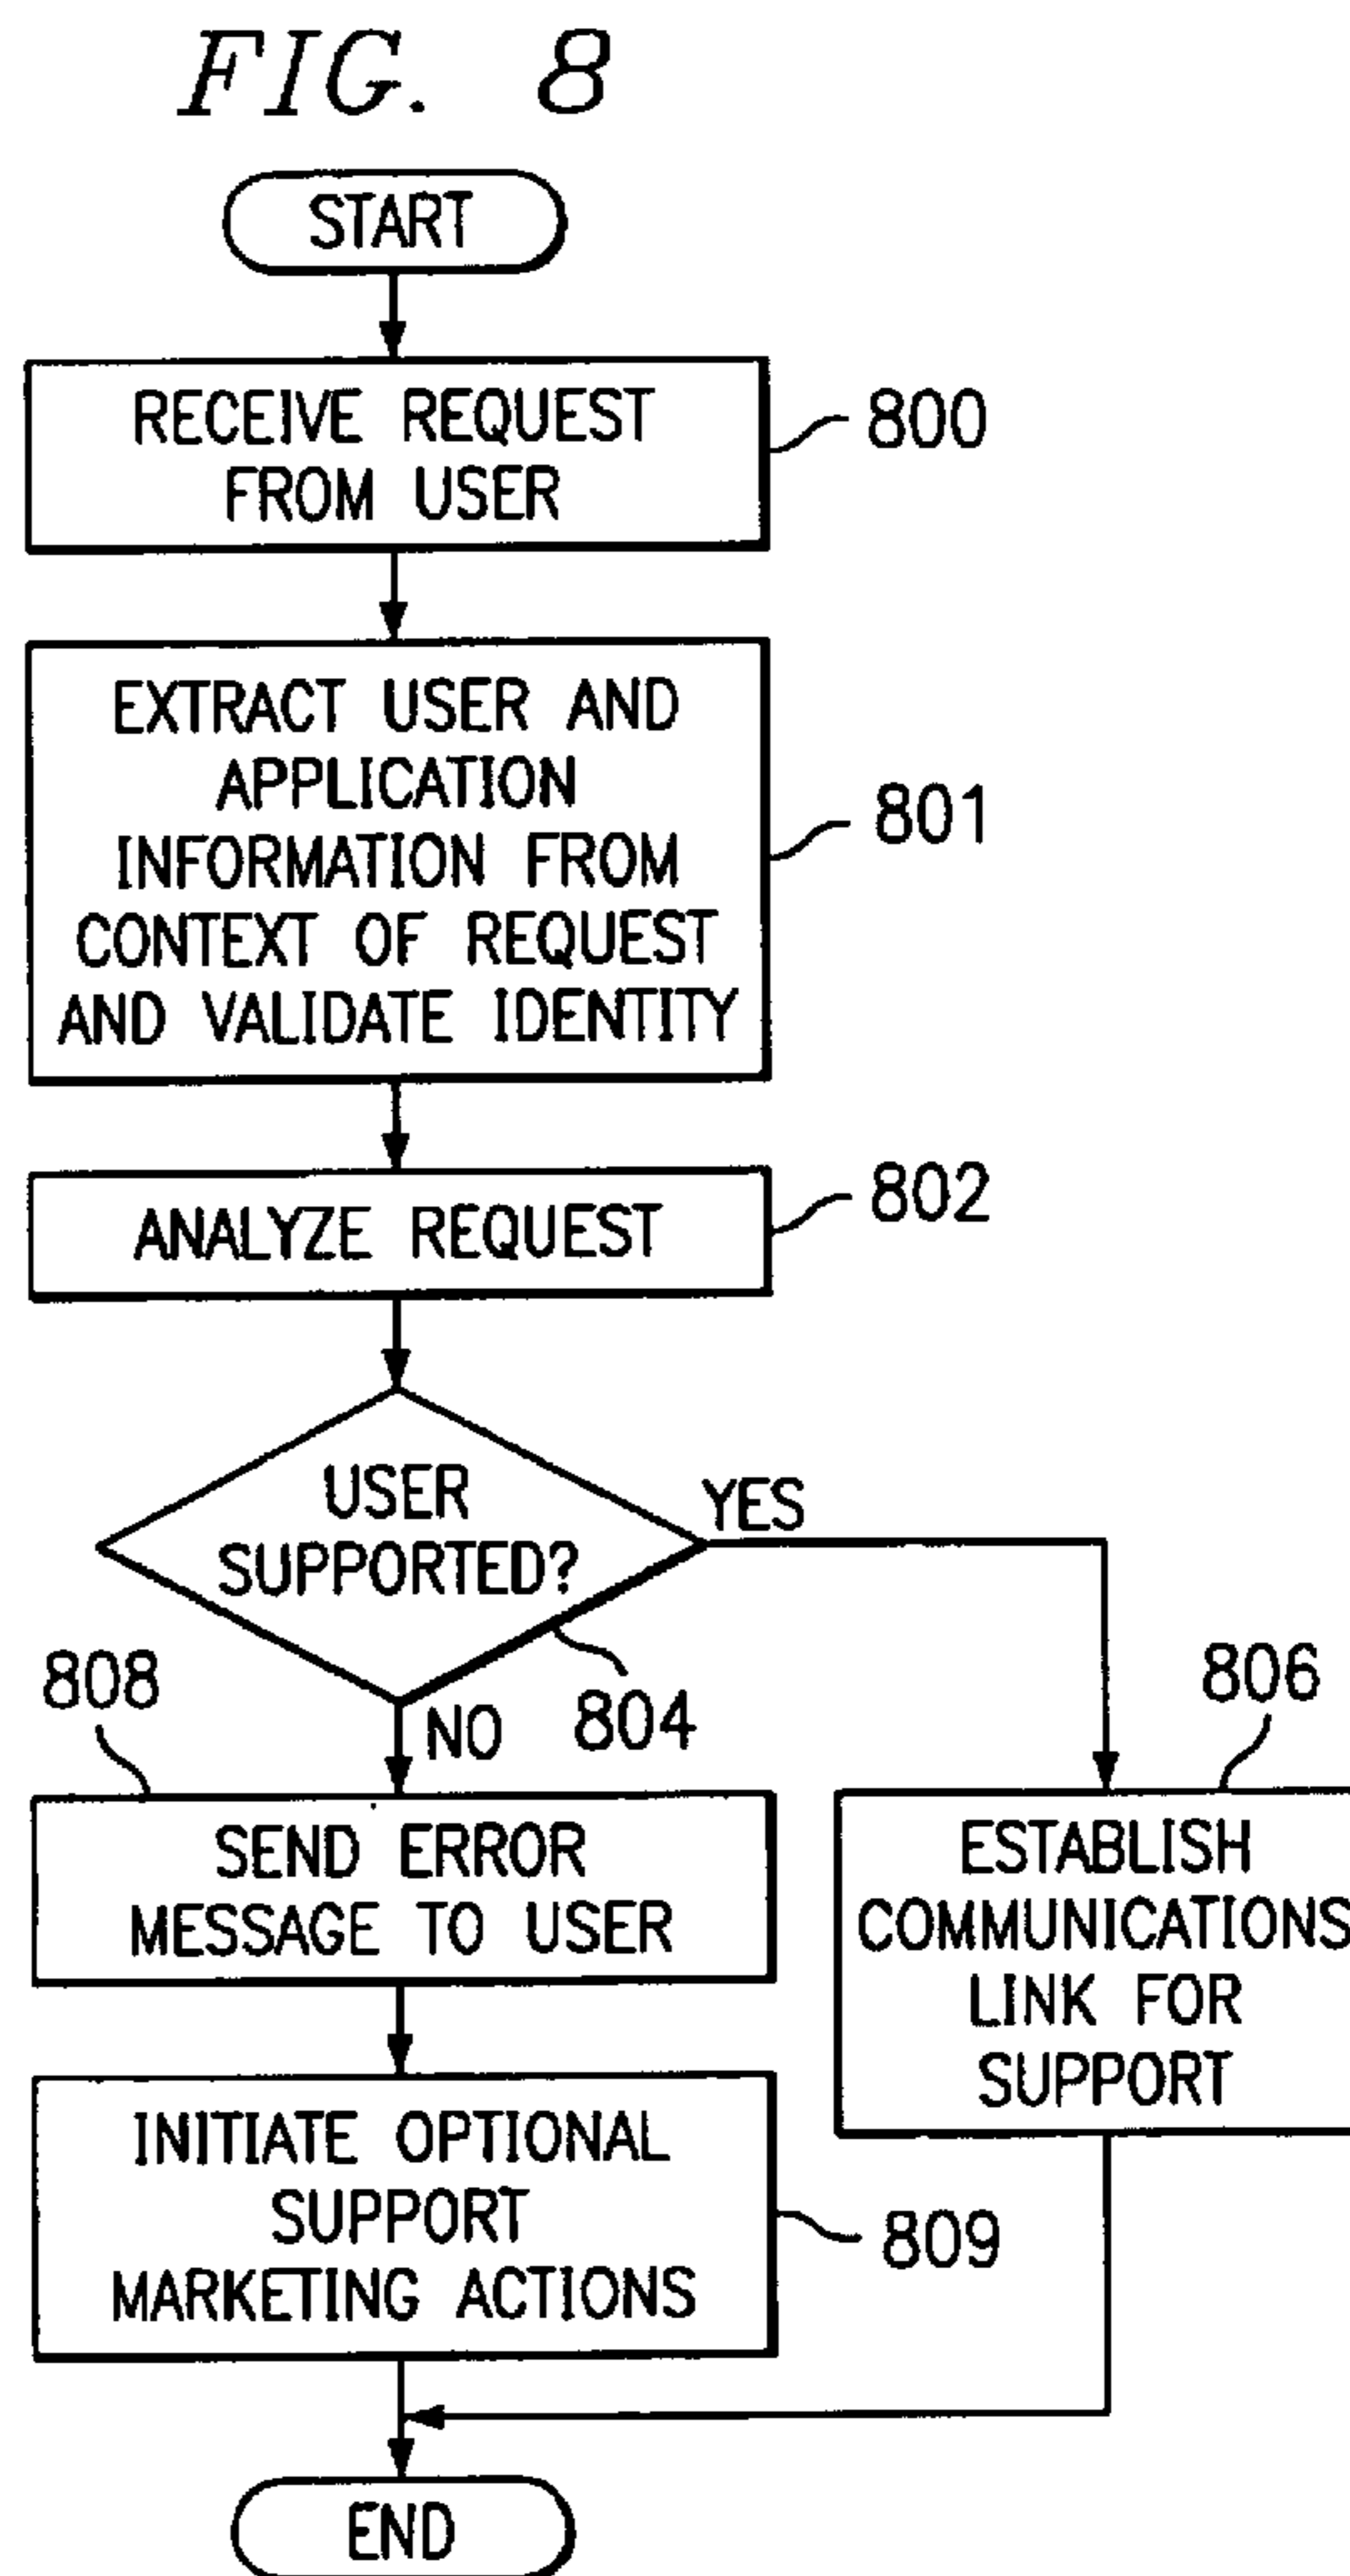 FIG. 8
START
RECEIVE REQUEST
FROM USER
800
EXTRACT USER AND
APPLICATION
INFORMATION FROM
CONTEXT OF REQUEST
AND VALIDATE IDENTITY
801
ANALYZE REQUEST
802
USER
SUPPORTED?
YES
804
NO
808
SEND ERROR
MESSAGE TO USER
806
ESTABLISH
COMMUNICATIONS
LINK FOR
SUPPORT
INITIATE OPTIONAL
SUPPORT
MARKETING ACTIONS
809
END